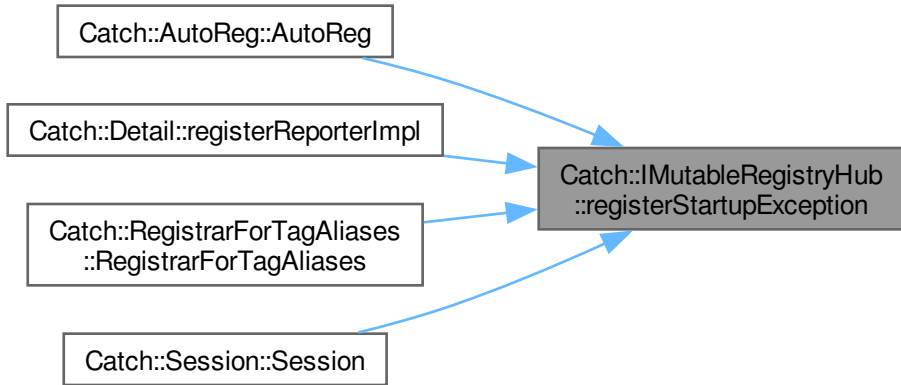 Catch::AutoReg::AutoReg
Catch::Detail::registerReporterImpl
Catch::IMutableRegistryHub
::registerStartupException
Catch::RegistrarForTagAliases
::RegistrarForTagAliases
Catch::Session::Session